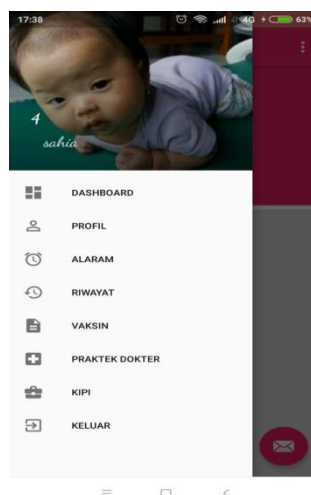 17:38 4G 63%
4
sahia
DASHBOARD
PROFIL
ALARAM
RIWAYAT
VAKSIN
PRAKTEK DOKTER
KIPI
KELUAR